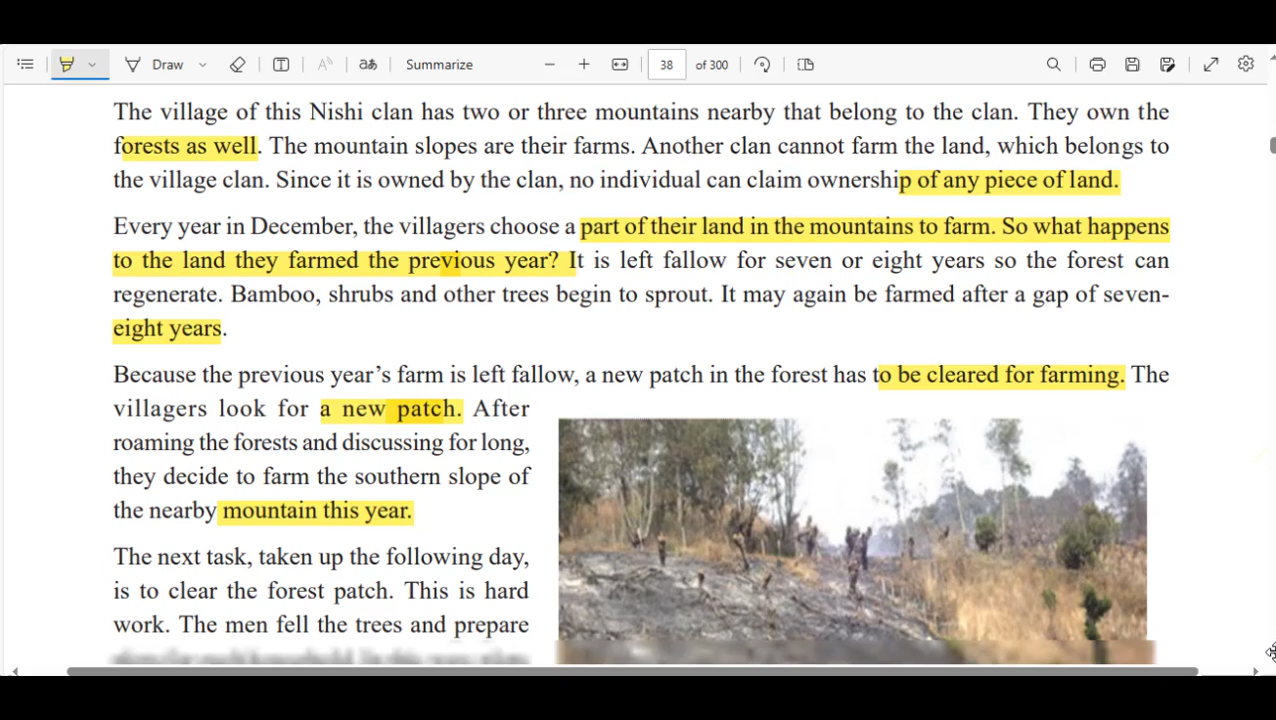 Draw
Summarize
38
of 300
The village of this Nishi clan has two or three mountains nearby that belong to the clan. They own the
forests as well. The mountain slopes are their farms. Another clan cannot farm the land, which belongs to
the village clan. Since it is owned by the clan, no individual can claim ownership of any piece of land.
Every year in December, the villagers choose a part of their land in the mountains to farm. So what happens
to the land they farmed the previous year? It is left fallow for seven or eight years so the forest can
regenerate. Bamboo, shrubs and other trees begin to sprout. It may again be farmed after a gap of seven-
eight years.
Because the previous year’s farm is left fallow, a new patch in the forest has to be cleared for farming. The
villagers look for a new patch. After
roaming the forests and discussing for long,
they decide to farm the southern slope of
the nearby mountain this year.
The next task, taken up the following day,
is to clear the forest patch. This is hard
work. The men fell the trees and prepare